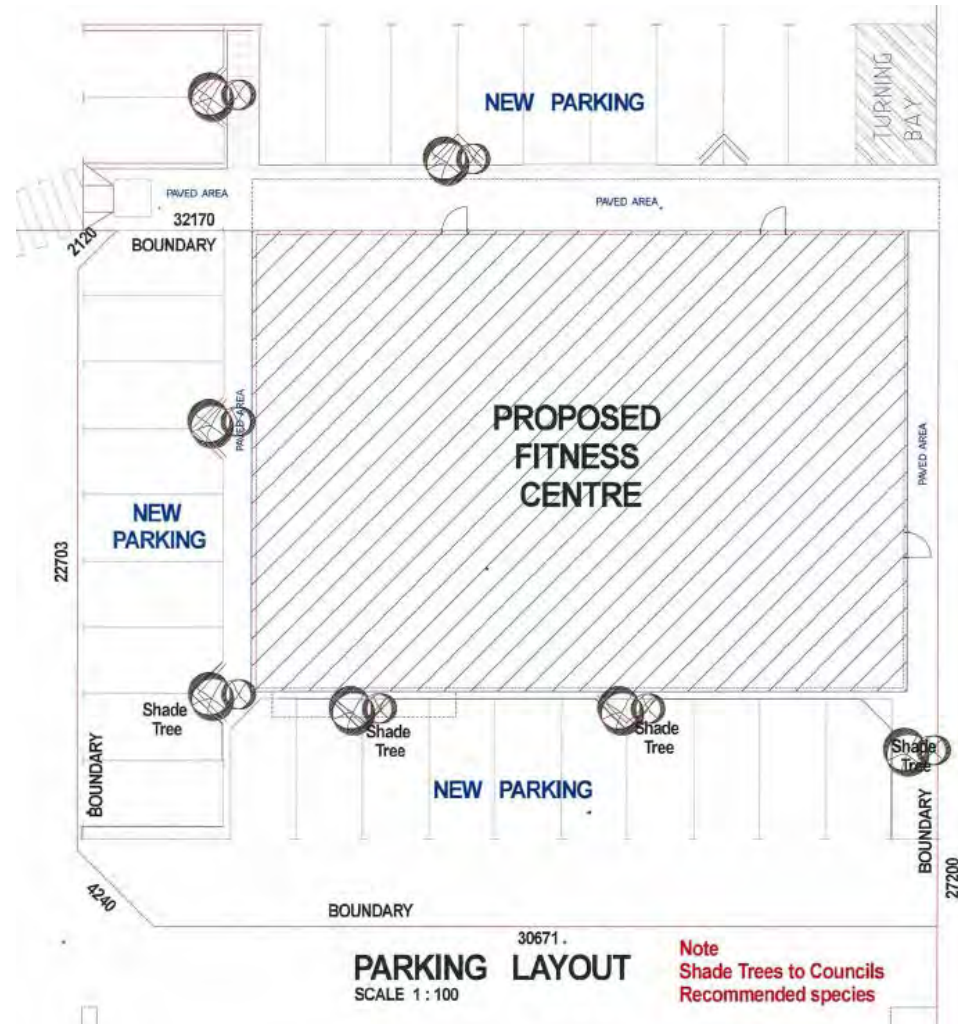 NEW PARKING
TURNING
BAY
PAVED AREA
PAVED AREA
32170
2120
BOUNDARY
PROPOSED
FITNESS
CENTRE
PAVED AREA
PAVED AREA
NEW
PARKING
22703
Shade
Tree
Shade
Tree
Shade
Tree
Shade
Tree
BOUNDARY
NEW PARKING
BOUNDARY
27200
4240
BOUNDARY
30671
PARKING LAYOUT
SCALE 1 : 100
Note
Shade Trees to Councils
Recommended species